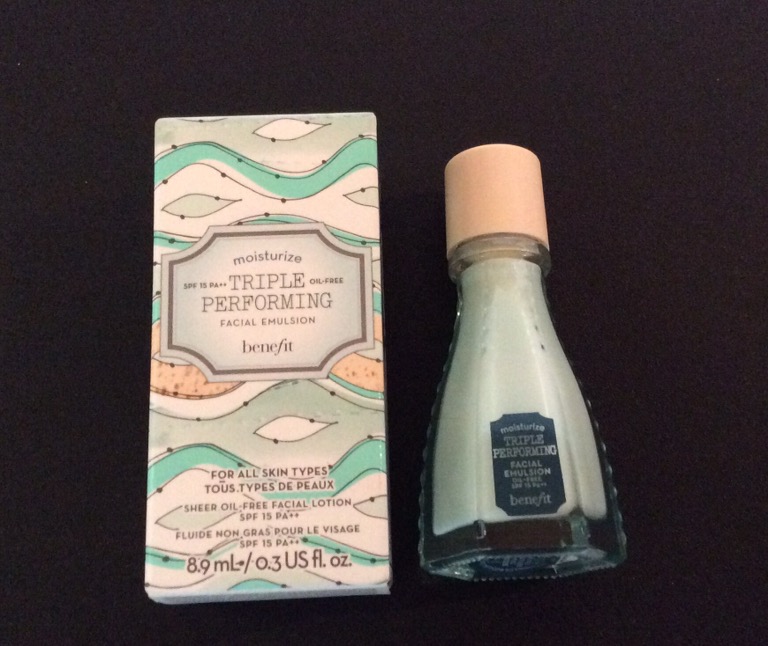 moisturize
SPF 15 PA++ TRIPLE OIL-FREE
PERFORMING
FACIAL EMULSION
benefit
FOR ALL SKIN TYPES
TOUS TYPES DE PEAUX
SHEER OIL-FREE FACIAL LOTION
SPF 15 PA++
FLUIDE NON GRAS POUR LE VISAGE
SPF 15 PA++
8.9 mL / 0.3 US fl. oz.
moisturize
TRIPLE
PERFORMING
FACIAL
EMULSION
OIL-FREE
SPF 15 PA++
benefit